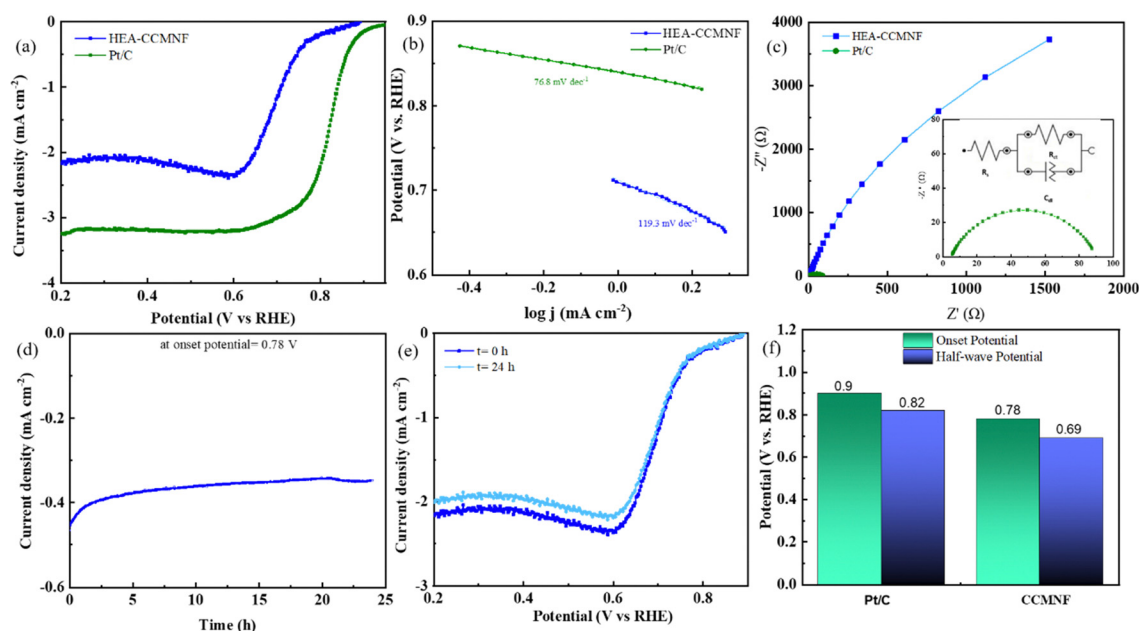 (a)
HEA-CCMNF
Pt/C
0
-1
-2
-3
-4
0.2
0.4
0.6
0.8
Potential (V vs RHE)
Current density (mA cm⁻²)
(b)
HEA-CCMNF
Pt/C
76.8 mV dec⁻¹
119.3 mV dec⁻¹
0.9
0.8
0.7
0.6
-0.4
-0.2
0.0
0.2
log j (mA cm⁻²)
Potential (V vs. RHE)
(c)
HEA-CCMNF
Pt/C
4000
3000
2000
1000
0
0
500
1000
1500
2000
Z' (Ω)
-Z'' (Ω)
80
60
40
20
0
0
20
40
60
80
100
Z' (Ω)
-Z'' (Ω)
Rs
Rct
Cdl
(d)
at onset potential= 0.78 V
0.0
-0.2
-0.4
-0.6
0
5
10
15
20
25
Time (h)
Current density (mA cm⁻²)
(e)
t= 0 h
t= 24 h
0
-1
-2
-3
0.2
0.4
0.6
0.8
Potential (V vs RHE)
Current density (mA cm⁻²)
(f)
Onset Potential
Half-wave Potential
1.2
1.0
0.8
0.6
0.4
0.2
0.0
0.9
0.82
0.78
0.69
Pt/C
CCMNF
Potential (V vs. RHE)